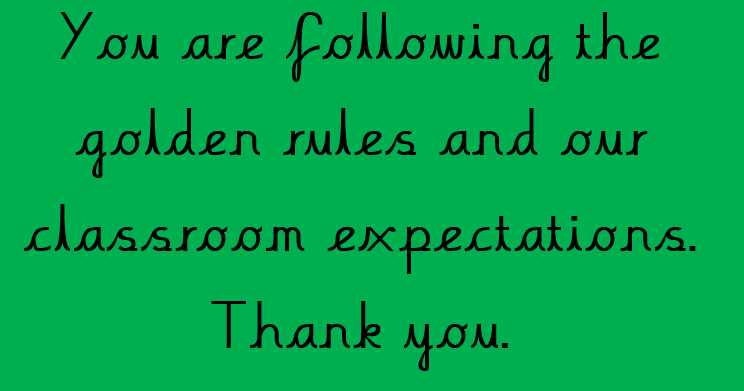 You are following the
golden rules and our
classroom expectations.
Thank you.